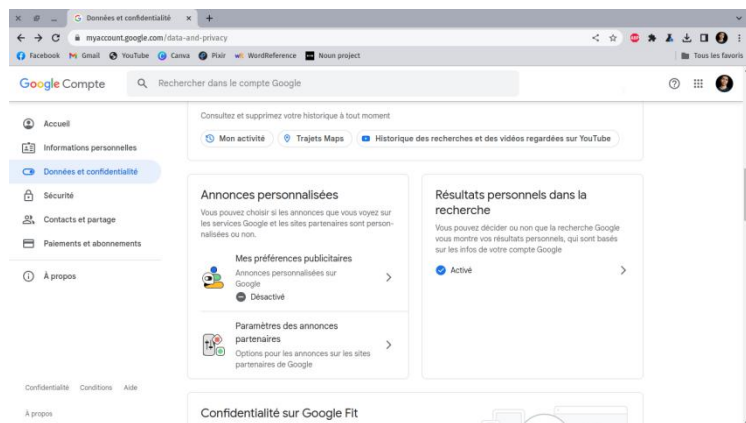 Données et confidentialité
myaccount.google.com/data-and-privacy
Facebook Gmail YouTube Canva Pixlr WordReference Noun project Tous les favoris
Google Compte
Rechercher dans le compte Google
Accueil
Informations personnelles
Données et confidentialité
Sécurité
Contacts et partage
Paiements et abonnements
À propos
Confidentialité Conditions Aide
À propos
Consultez et supprimez votre historique à tout moment
Mon activité Trajets Maps Historique des recherches et des vidéos regardées sur YouTube
Annonces personnalisées
Vous pouvez choisir si les annonces que vous voyez sur
les services Google et les sites partenaires sont person-
nalisées ou non.
Mes préférences publicitaires
Annonces personnalisées sur
Google
Désactivé
Paramètres des annonces
partenaires
Options pour les annonces sur les sites
partenaires de Google
Résultats personnels dans la
recherche
Vous pouvez décider ou non que la recherche Google
vous montre vos résultats personnels, qui sont basés
sur les infos de votre compte Google
Activé
Confidentialité sur Google Fit